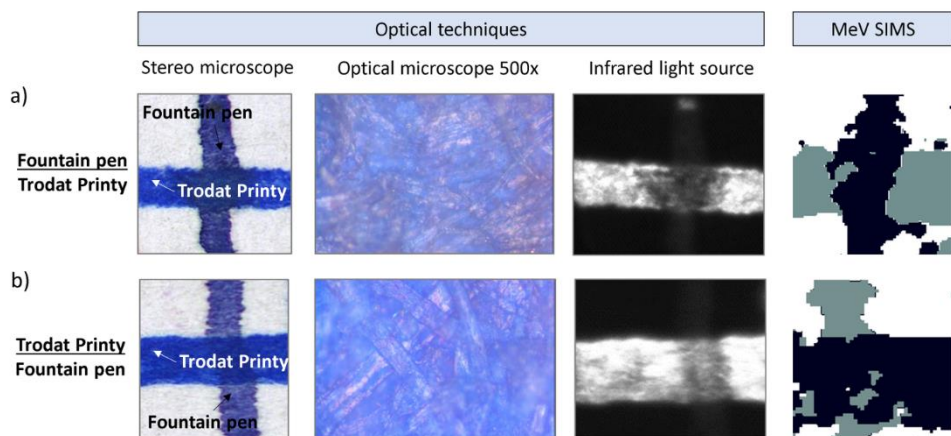 Optical techniques
MeV SIMS
Stereo microscope
Optical microscope 500x
Infrared light source
a)
Fountain pen
Trodat Printy
Fountain pen
Trodat Printy
b)
Trodat Printy
Fountain pen
Trodat Printy
Fountain pen